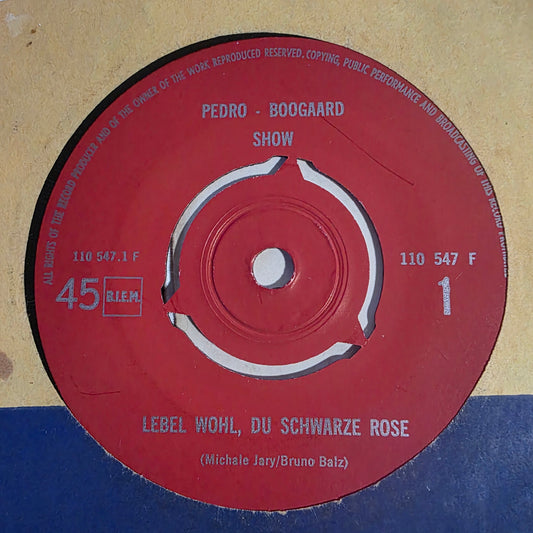 ALL RIGHTS OF THE RECORD PRODUCER AND OF THE OWNER OF THE WORK REPRODUCED RESERVED. COPYING, PUBLIC PERFORMANCE AND BROADCASTING OF THIS RECORD
PEDRO - BOOGAARD
SHOW
110 547.1 F
110 547 F
45
B.I.E.M.
1
LEBEL WOHL, DU SCHWARZE ROSE
(Michale Jary/Bruno Balz)